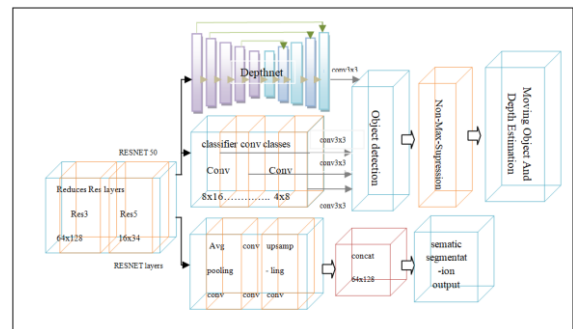 Depthnet
conv3x3
RESNET 50
classifier conv classes
Conv Conv
8x16…………… 4x8
conv3x3
conv3x3
conv3x3
Object detection
Non-Max-Supression
Moving Object And
Depth Estimation
Reduces Res layers
Res3 Res5
64x128 16x34
RESNET layers
Avg conv upsamp
pooling - ling
conv conv conv
concat
64x128
sematic
segmentat
-ion
output